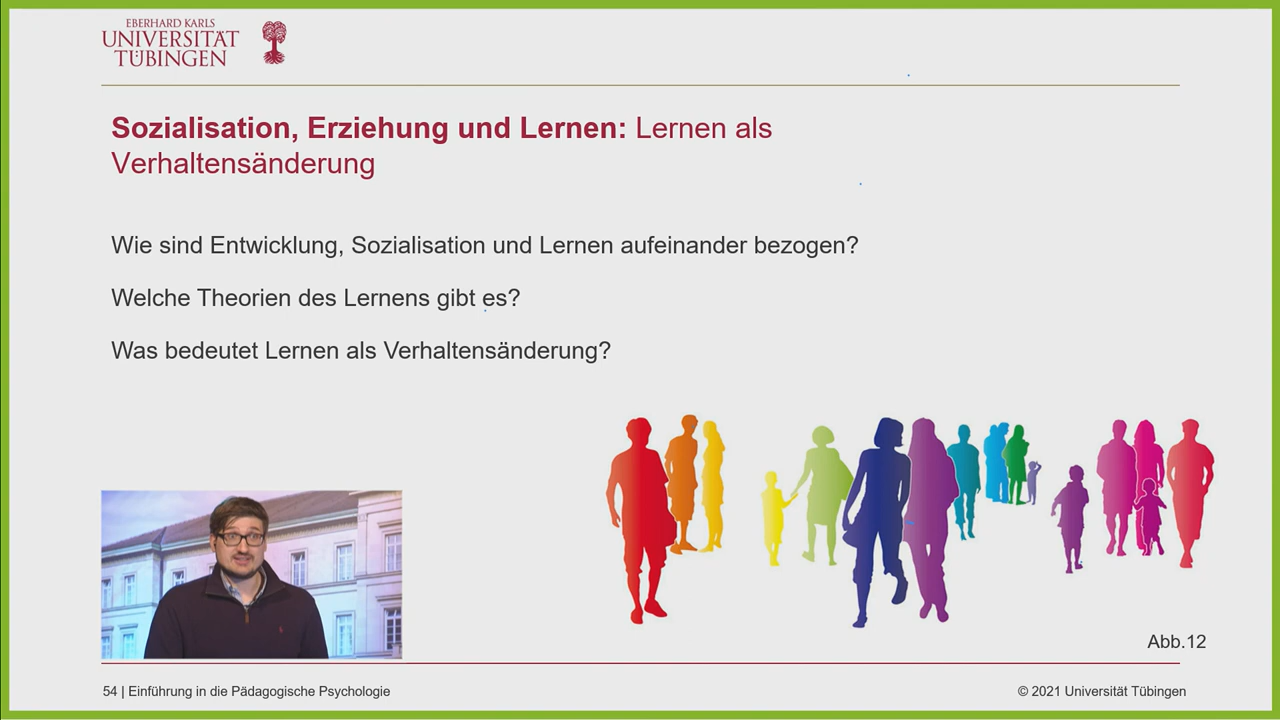 EBERHARD KARLS
UNIVERSITÄT
TÜBINGEN
Sozialisation, Erziehung und Lernen: Lernen als
Verhaltensänderung
Wie sind Entwicklung, Sozialisation und Lernen aufeinander bezogen?
Welche Theorien des Lernens gibt es?
Was bedeutet Lernen als Verhaltensänderung?
Abb.12
54 | Einführung in die Pädagogische Psychologie
© 2021 Universität Tübingen